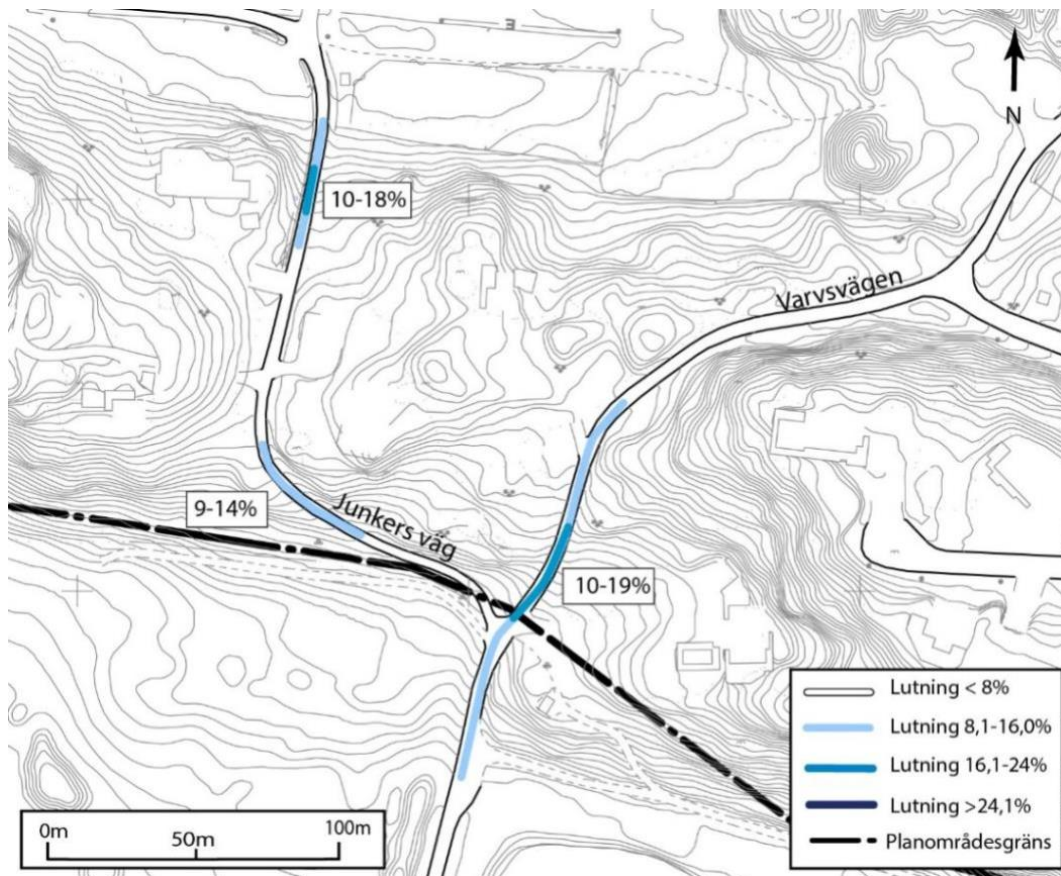 N
10-18%
Varvsvägen
9-14%
Junkers väg
10-19%
Lutning < 8%
Lutning 8,1-16,0%
Lutning 16,1-24%
Lutning >24,1%
Planområdesgräns
0m
50m
100m